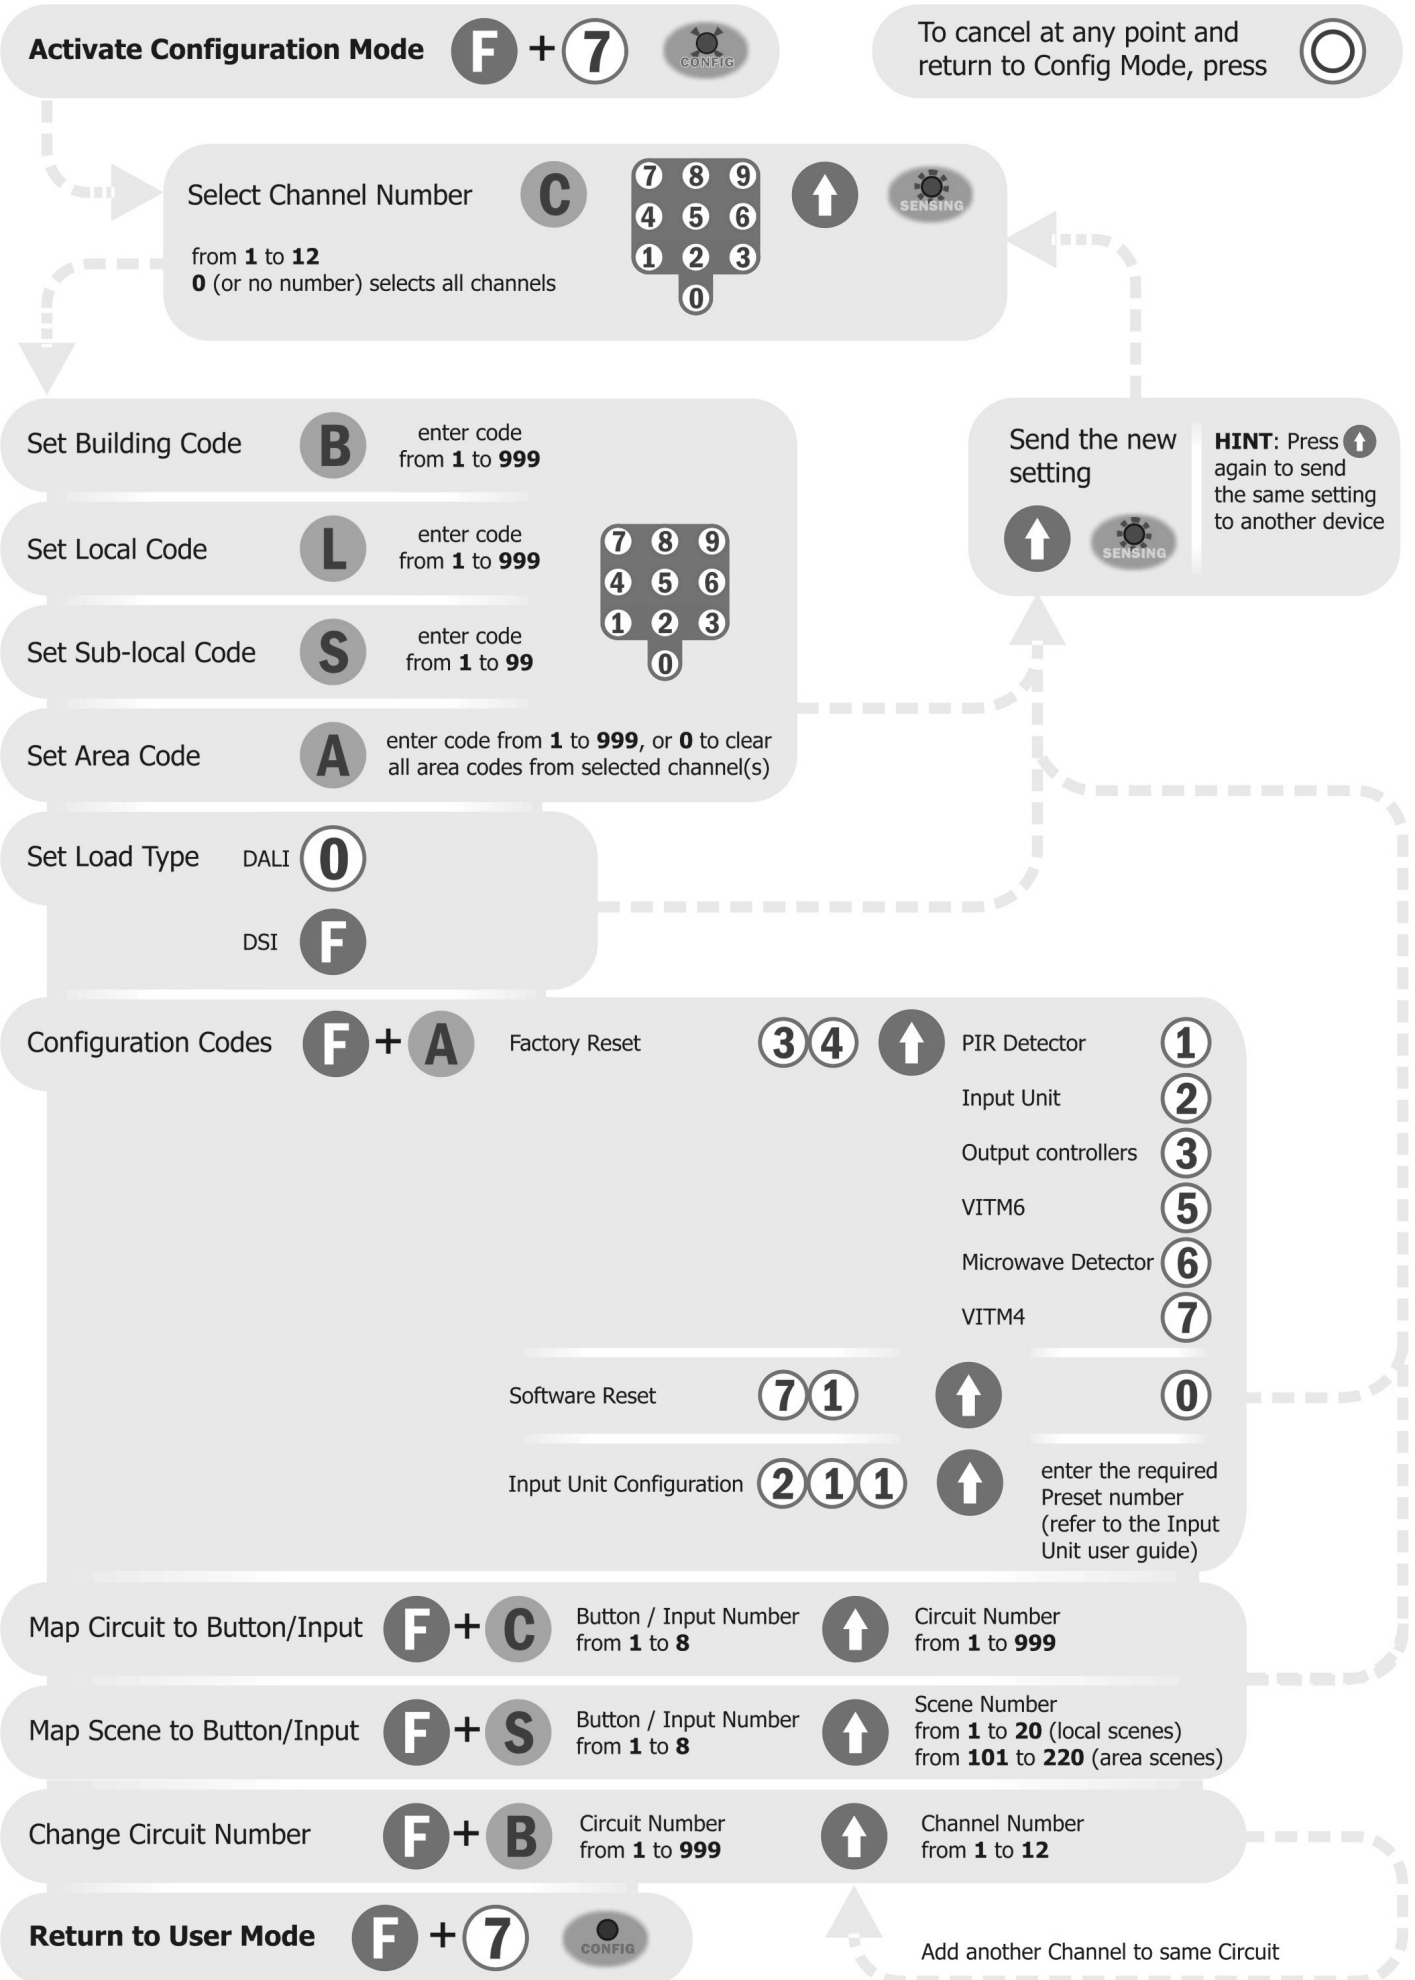 Activate Configuration Mode F + 7 CONFIG
To cancel at any point and
return to Config Mode, press
Select Channel Number C
7 8 9
4 5 6
1 2 3
0
SENSING
from 1 to 12
0 (or no number) selects all channels
Set Building Code B enter code
from 1 to 999
Set Local Code L enter code
from 1 to 999
Set Sub-local Code S enter code
from 1 to 99
7 8 9
4 5 6
1 2 3
0
Set Area Code A enter code from 1 to 999, or 0 to clear
all area codes from selected channel(s)
Send the new
setting
SENSING
HINT: Press
again to send
the same setting
to another device
Set Load Type DALI 0
DSI F
Configuration Codes F + A Factory Reset 3 4 PIR Detector 1
Input Unit 2
Output controllers 3
VITM6 5
Microwave Detector 6
VITM4 7
Software Reset 7 1 0
Input Unit Configuration 2 1 1 enter the required
Preset number
(refer to the Input
Unit user guide)
Map Circuit to Button/Input F + C Button / Input Number
from 1 to 8
Circuit Number
from 1 to 999
Map Scene to Button/Input F + S Button / Input Number
from 1 to 8
Scene Number
from 1 to 20 (local scenes)
from 101 to 220 (area scenes)
Change Circuit Number F + B Circuit Number
from 1 to 999
Channel Number
from 1 to 12
Return to User Mode F + 7 CONFIG
Add another Channel to same Circuit